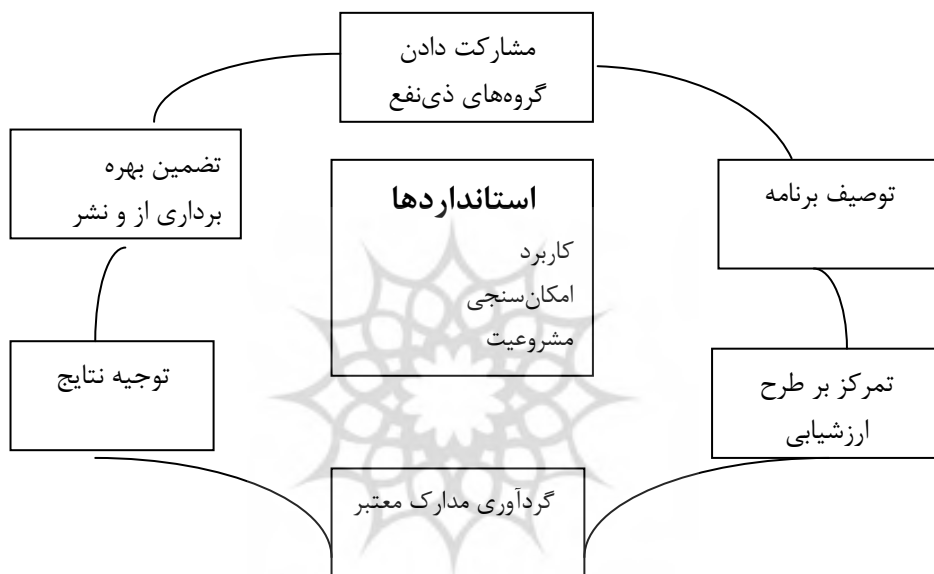 مشارکت دادن
گروه‌های ذی‌نفع
توصیف برنامه
تمرکز بر طرح
ارزشیابی
گردآوری مدارک معتبر
توجیه نتایج
تضمین بهره
برداری از و نشر
استانداردها
کاربرد
امکان‌سنجی
مشروعیت